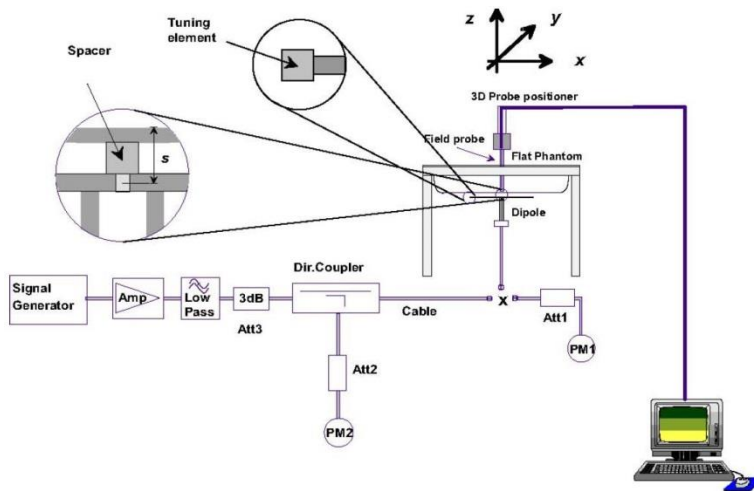 Tuning
element
Spacer
s
z
y
x
3D Probe positioner
Field probe
Flat Phantom
Dipole
Dir.Coupler
Signal
Generator
Amp
Low
Pass
3dB
Att3
Cable
x
Att1
PM1
Att2
PM2